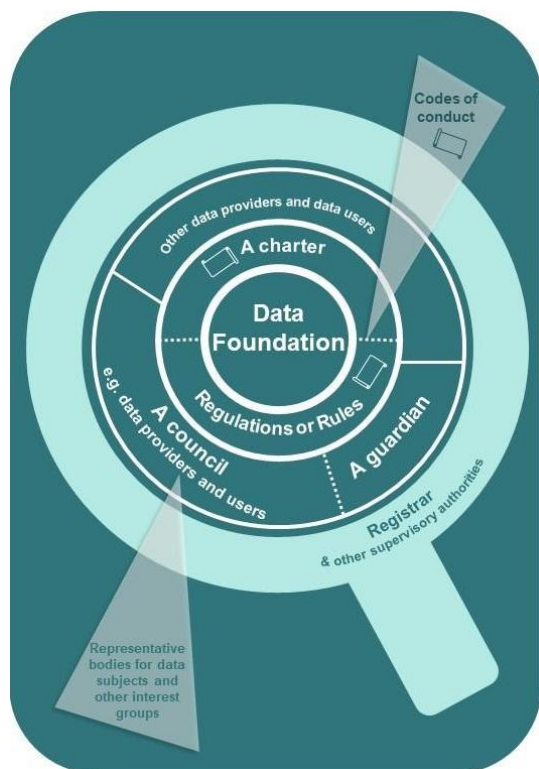 Codes of
conduct
Other data providers and data users
A charter
Data
Foundation
Regulations or Rules
A council
e.g. data providers and users
A guardian
Registrar
& other supervisory authorities
Representative
bodies for data
subjects and
other interest
groups